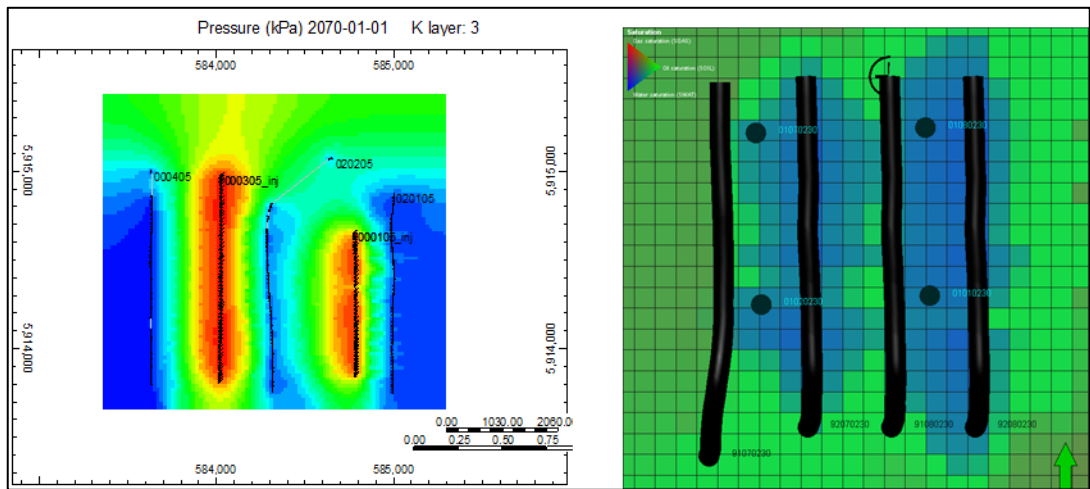 Pressure (kPa) 2070-01-01 K layer: 3
584,000 585,000
5,915,000 5,915,000
000405
000305_inj
020205
020105
000105_inj
5,914,000 5,914,000
0.00 1030.00 2060.00
0.00 0.25 0.50 0.75
584,000 585,000
Saturation
Gas saturation (SGAS)
Oil saturation (SOIL)
Water saturation (SWAT)
01070230
01080230
01020230
01010230
92070230
91080230
92080230
91070230